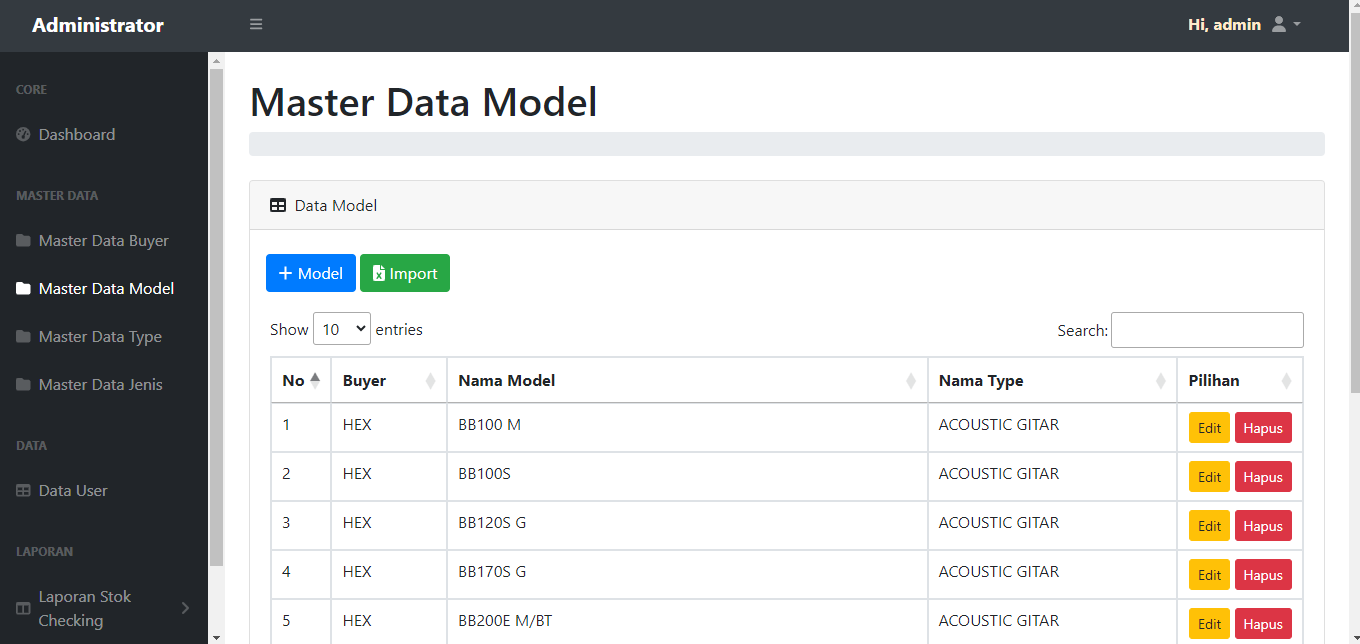 Administrator
Hi, admin
CORE
Dashboard
MASTER DATA
Master Data Buyer
Master Data Model
Master Data Type
Master Data Jenis
DATA
Data User
LAPORAN
Laporan Stok
Checking
Master Data Model
Data Model
+ Model Import
Show 10 entries Search:
No Buyer Nama Model Nama Type Pilihan
1 HEX BB100 M ACOUSTIC GITAR Edit Hapus
2 HEX BB100S ACOUSTIC GITAR Edit Hapus
3 HEX BB120S G ACOUSTIC GITAR Edit Hapus
4 HEX BB170S G ACOUSTIC GITAR Edit Hapus
5 HEX BB200E M/BT ACOUSTIC GITAR Edit Hapus